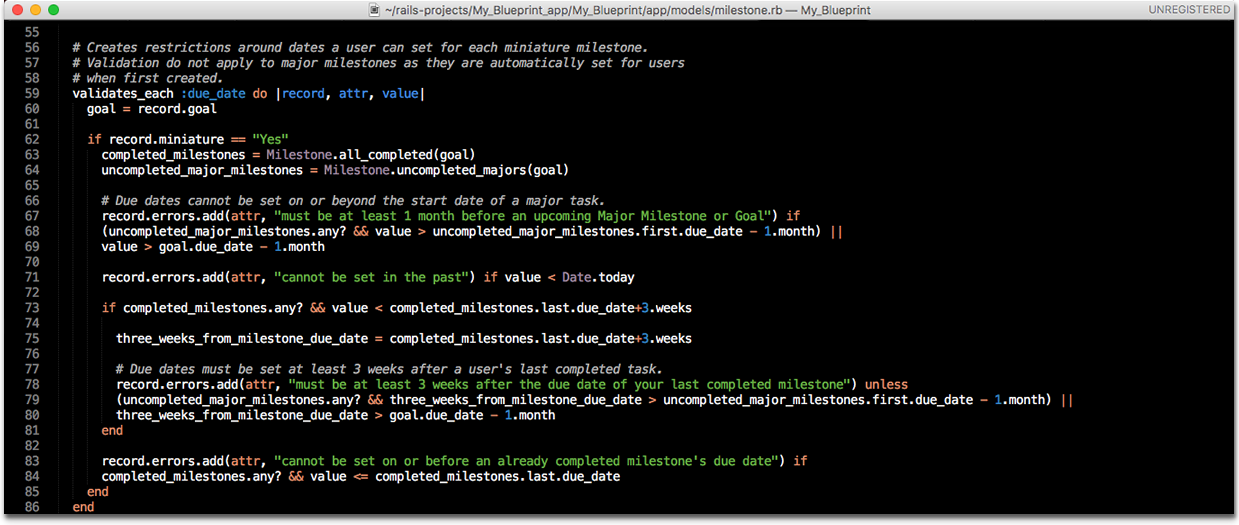 ~/rails-projects/My_Blueprint_app/My_Blueprint/app/models/milestone.rb — My_Blueprint
UNREGISTERED
55
56 # Creates restrictions around dates a user can set for each miniature milestone.
57 # Validation do not apply to major milestones as they are automatically set for users
58 # when first created.
59 validates_each :due_date do |record, attr, value|
60 goal = record.goal
61
62 if record.miniature == "Yes"
63 completed_milestones = Milestone.all_completed(goal)
64 uncompleted_major_milestones = Milestone.uncompleted_majors(goal)
65
66 # Due dates cannot be set on or beyond the start date of a major task.
67 record.errors.add(attr, "must be at least 1 month before an upcoming Major Milestone or Goal") if
68 (uncompleted_major_milestones.any? && value > uncompleted_major_milestones.first.due_date - 1.month) ||
69 value > goal.due_date - 1.month
70
71 record.errors.add(attr, "cannot be set in the past") if value < Date.today
72
73 if completed_milestones.any? && value < completed_milestones.last.due_date+3.weeks
74
75 three_weeks_from_milestone_due_date = completed_milestones.last.due_date+3.weeks
76
77 # Due dates must be set at least 3 weeks after a user's last completed task.
78 record.errors.add(attr, "must be at least 3 weeks after the due date of your last completed milestone") unless
79 (uncompleted_major_milestones.any? && three_weeks_from_milestone_due_date > uncompleted_major_milestones.first.due_date - 1.month) ||
80 three_weeks_from_milestone_due_date > goal.due_date - 1.month
81 end
82
83 record.errors.add(attr, "cannot be set on or before an already completed milestone's due date") if
84 completed_milestones.any? && value <= completed_milestones.last.due_date
85 end
86 end